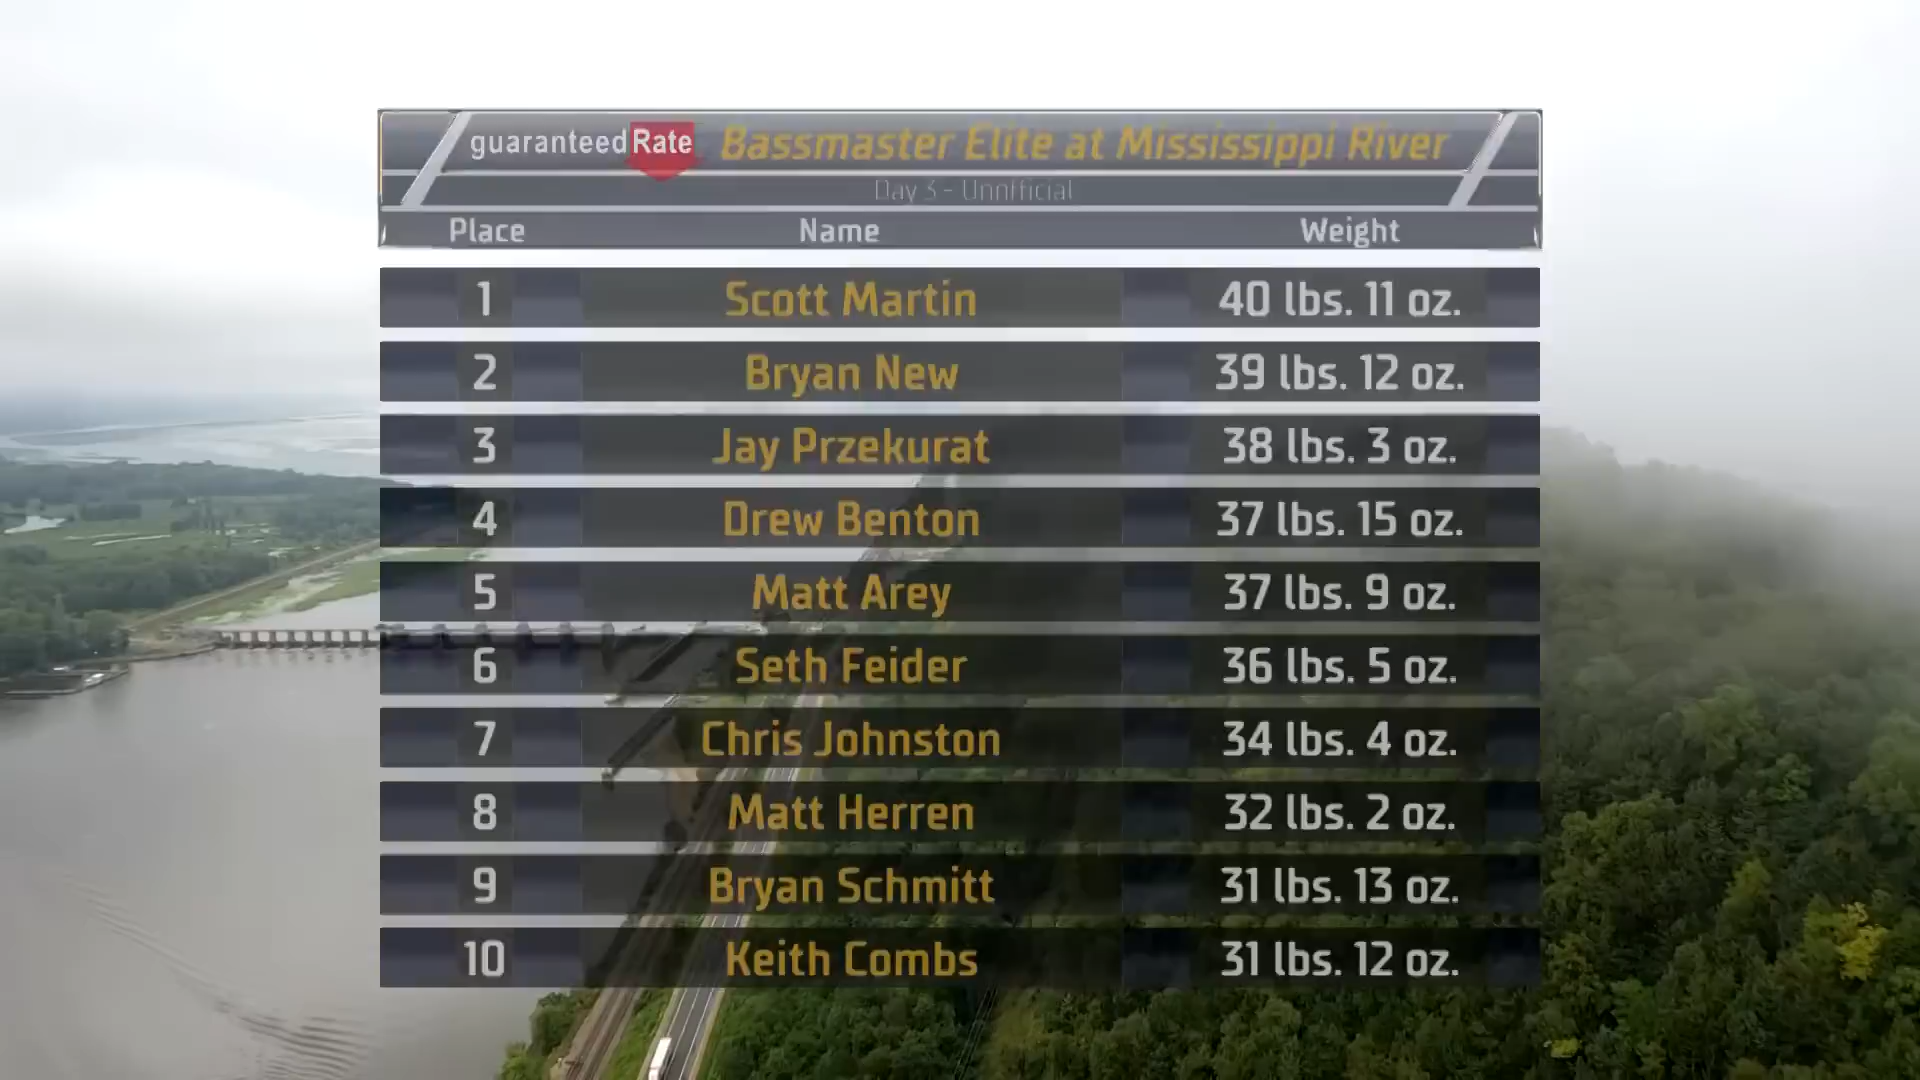 guaranteedRate Bassmaster Elite at Mississippi River
Day 3 - Unofficial
Place Name Weight
1 Scott Martin 40 lbs. 11 oz.
2 Bryan New 39 lbs. 12 oz.
3 Jay Przekurat 38 lbs. 3 oz.
4 Drew Benton 37 lbs. 15 oz.
5 Matt Arey 37 lbs. 9 oz.
6 Seth Feider 36 lbs. 5 oz.
7 Chris Johnston 34 lbs. 4 oz.
8 Matt Herren 32 lbs. 2 oz.
9 Bryan Schmitt 31 lbs. 13 oz.
10 Keith Combs 31 lbs. 12 oz.